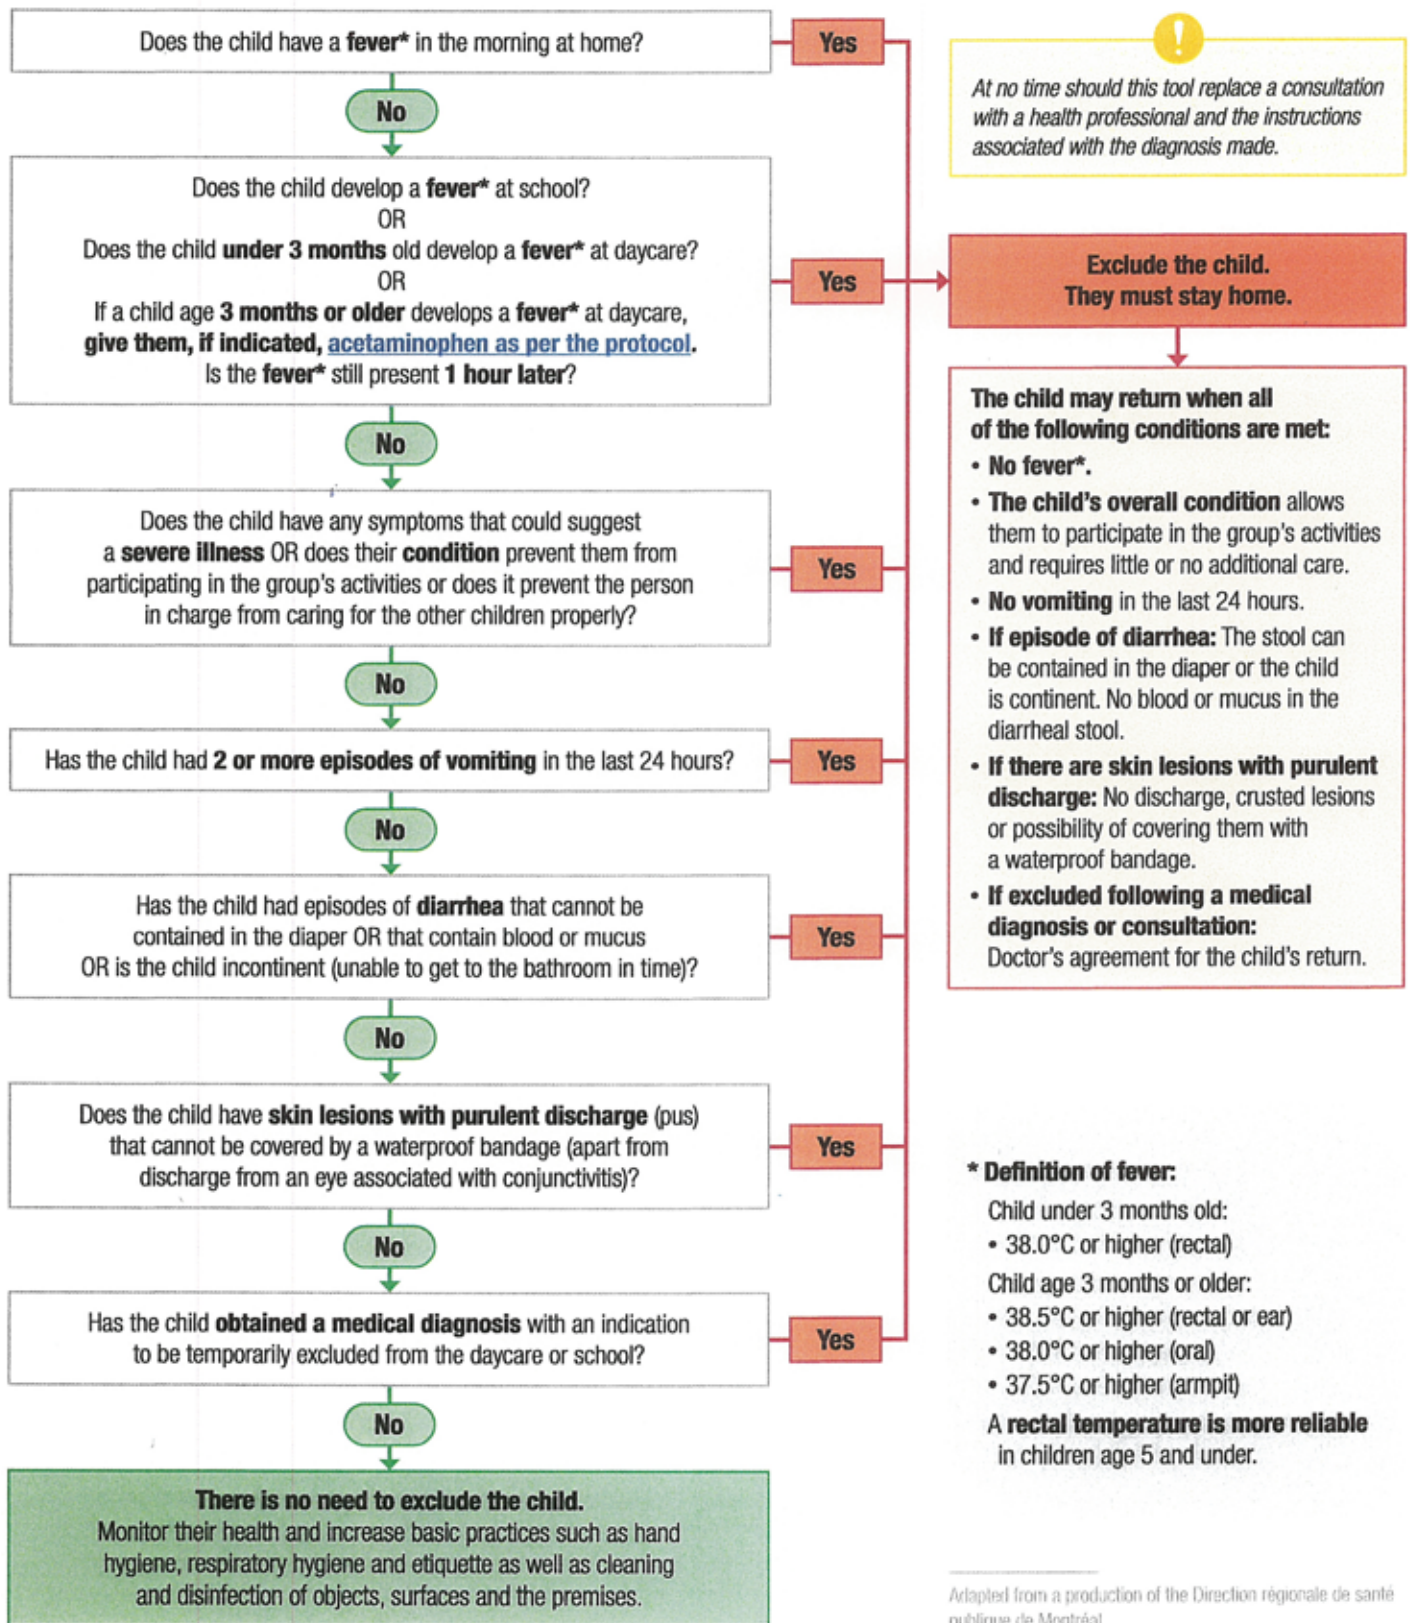 Does the child have a fever* in the morning at home?
Yes
No
Does the child develop a fever* at school?
OR
Does the child under 3 months old develop a fever* at daycare?
OR
If a child age 3 months or older develops a fever* at daycare,
give them, if indicated, acetaminophen as per the protocol.
Is the fever* still present 1 hour later?
Yes
No
Does the child have any symptoms that could suggest
a severe illness OR does their condition prevent them from
participating in the group's activities or does it prevent the person
in charge from caring for the other children properly?
Yes
No
Has the child had 2 or more episodes of vomiting in the last 24 hours?
Yes
No
Has the child had episodes of diarrhea that cannot be
contained in the diaper OR that contain blood or mucus
OR is the child incontinent (unable to get to the bathroom in time)?
Yes
No
Does the child have skin lesions with purulent discharge (pus)
that cannot be covered by a waterproof bandage (apart from
discharge from an eye associated with conjunctivitis)?
Yes
No
Has the child obtained a medical diagnosis with an indication
to be temporarily excluded from the daycare or school?
Yes
No
There is no need to exclude the child.
Monitor their health and increase basic practices such as hand
hygiene, respiratory hygiene and etiquette as well as cleaning
and disinfection of objects, surfaces and the premises.
!
At no time should this tool replace a consultation
with a health professional and the instructions
associated with the diagnosis made.
Exclude the child.
They must stay home.
The child may return when all
of the following conditions are met:
• No fever*.
• The child's overall condition allows
them to participate in the group's activities
and requires little or no additional care.
• No vomiting in the last 24 hours.
• If episode of diarrhea: The stool can
be contained in the diaper or the child
is continent. No blood or mucus in the
diarrheal stool.
• If there are skin lesions with purulent
discharge: No discharge, crusted lesions
or possibility of covering them with
a waterproof bandage.
• If excluded following a medical
diagnosis or consultation:
Doctor's agreement for the child's return.
* Definition of fever:
Child under 3 months old:
• 38.0°C or higher (rectal)
Child age 3 months or older:
• 38.5°C or higher (rectal or ear)
• 38.0°C or higher (oral)
• 37.5°C or higher (armpit)
A rectal temperature is more reliable
in children age 5 and under.
Adapted from a production of the Direction régionale de santé
publique de Montréal